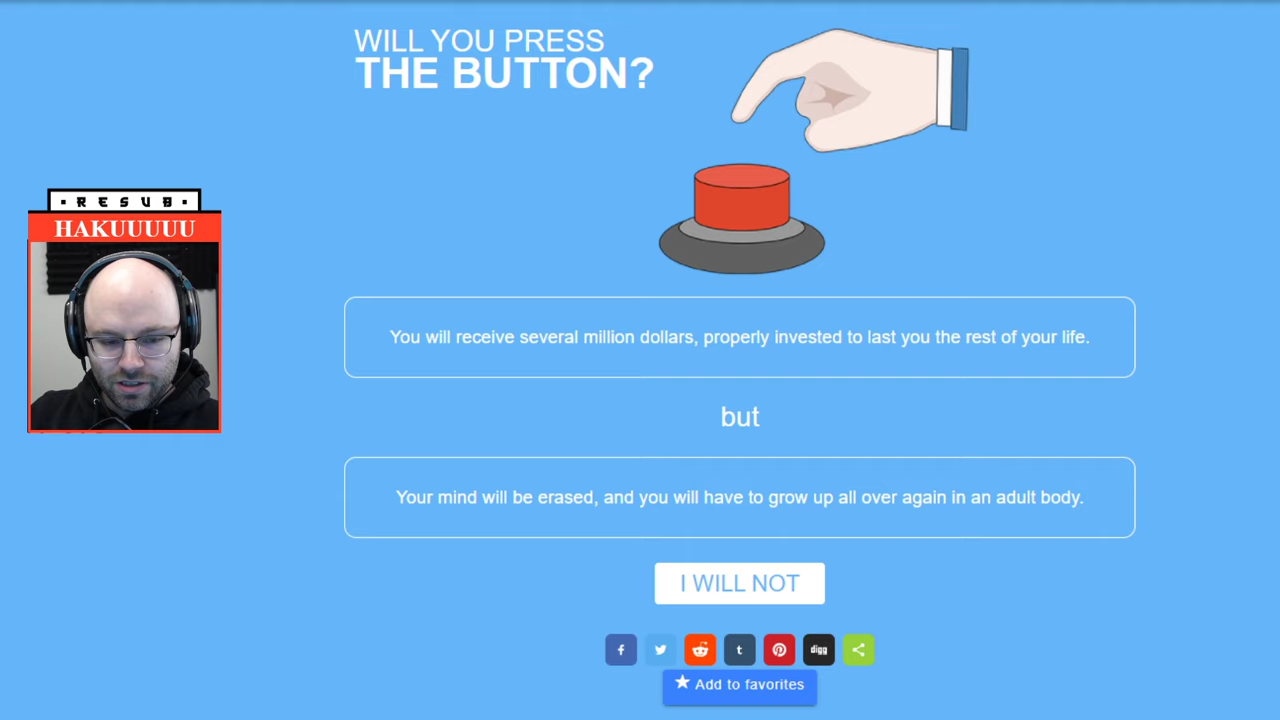 WILL YOU PRESS
THE BUTTON?
• R E S U B •
HAKUUUUU
You will receive several million dollars, properly invested to last you the rest of your life.
but
Your mind will be erased, and you will have to grow up all over again in an adult body.
I WILL NOT
f
t
digg
Add to favorites